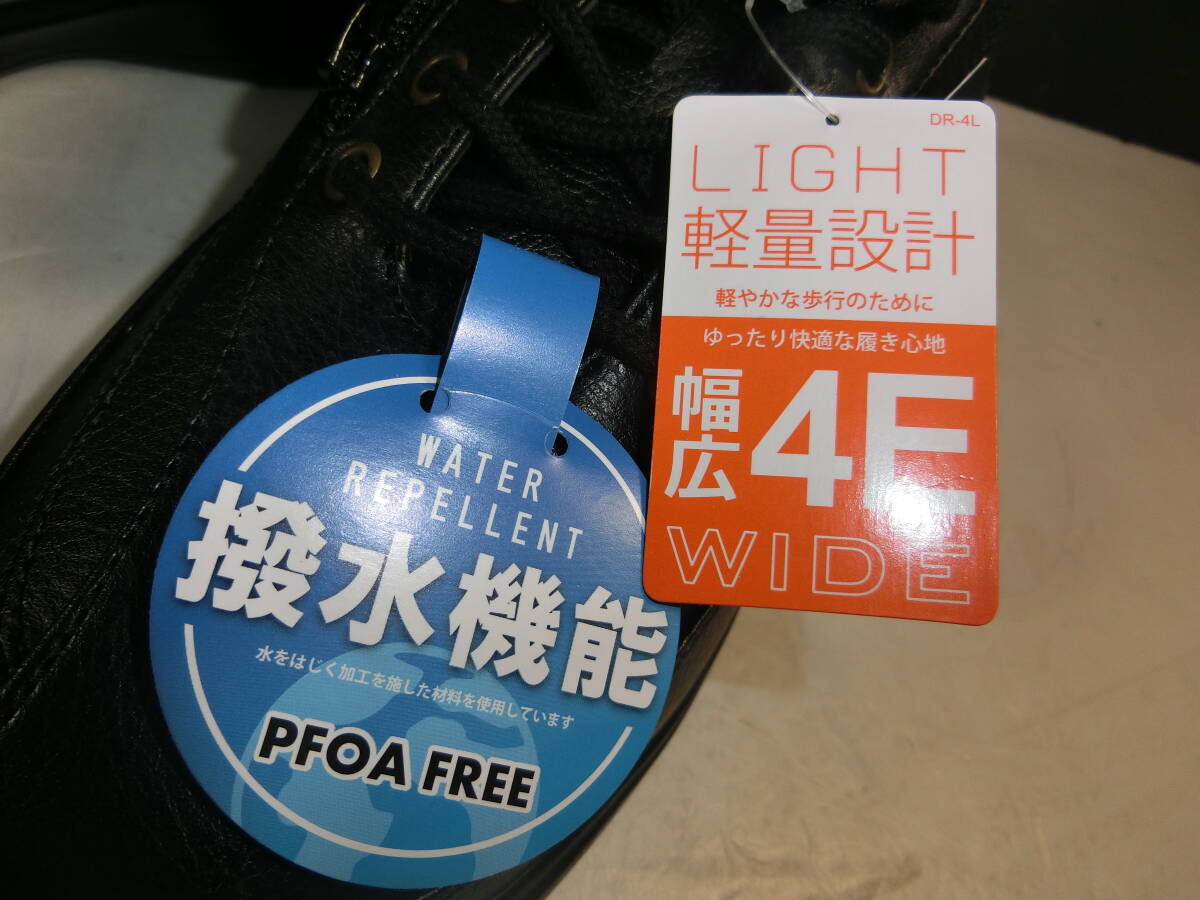 WATER
REPELLENT
撥水機能
水をはじく加工を施した材料を使用しています
PFOA FREE
DR-4L
LIGHT
軽量設計
軽やかな歩行のために
ゆったり快適な履き心地
幅広 4E
WIDE